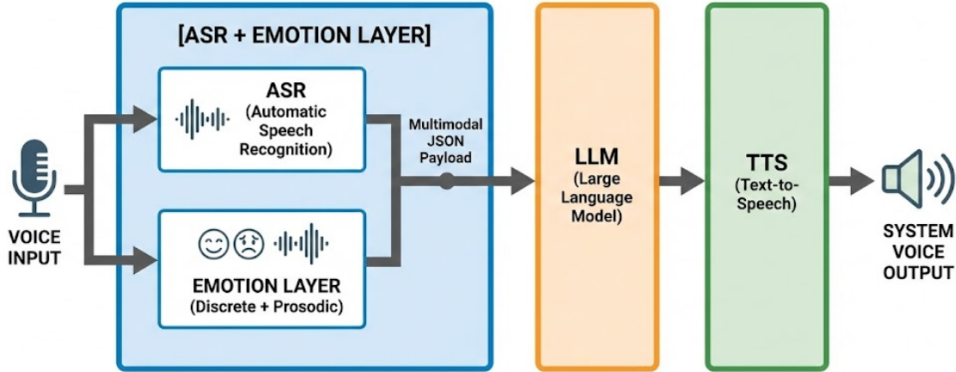 [ASR + EMOTION LAYER]
ASR
(Automatic
Speech
Recognition)
VOICE
INPUT
EMOTION LAYER
(Discrete + Prosodic)
Multimodal
JSON
Payload
LLM
(Large
Language
Model)
TTS
(Text-to-
Speech)
SYSTEM
VOICE
OUTPUT